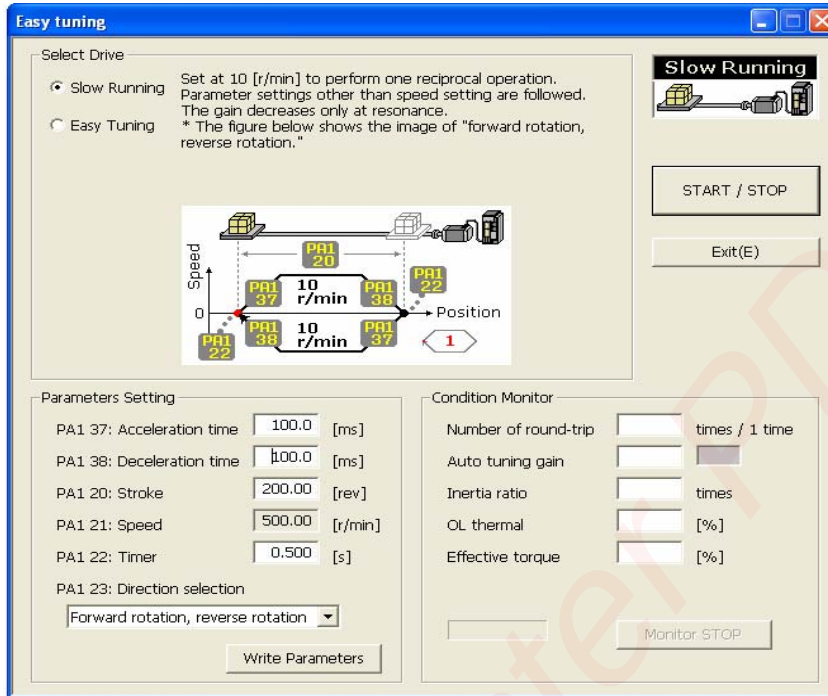 Easy tuning
Select Drive
Slow Running
Easy Tuning
Set at 10 [r/min] to perform one reciprocal operation.
Parameter settings other than speed setting are followed.
The gain decreases only at resonance.
* The figure below shows the image of "forward rotation,
reverse rotation."
Slow Running
START / STOP
Exit(E)
PA1
20
Speed
PA1
37
10
r/min
PA1
38
PA1
22
0
Position
PA1
22
PA1
38
10
r/min
PA1
37
1
Parameters Setting
PA1 37: Acceleration time 100.0 [ms]
PA1 38: Deceleration time 100.0 [ms]
PA1 20: Stroke 200.00 [rev]
PA1 21: Speed 500.00 [r/min]
PA1 22: Timer 0.500 [s]
PA1 23: Direction selection
Forward rotation, reverse rotation
Write Parameters
Condition Monitor
Number of round-trip times / 1 time
Auto tuning gain
Inertia ratio times
OL thermal [%]
Effective torque [%]
Monitor STOP